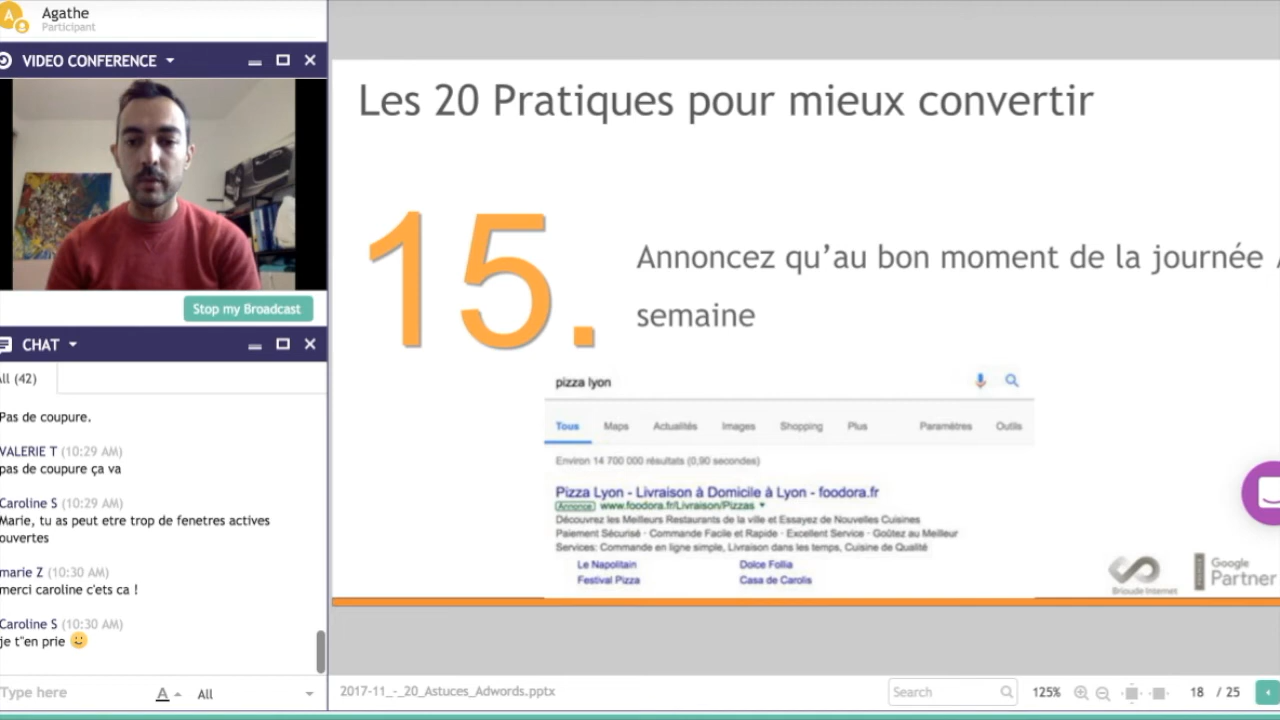 A
Agathe
Participant
VIDEO CONFERENCE
Stop my Broadcast
CHAT
All (42)
Pas de coupure.
VALERIE T (10:29 AM)
pas de coupure ça va
Caroline S (10:29 AM)
Marie, tu as peut etre trop de fenetres actives
ouvertes
marie Z (10:30 AM)
merci caroline c'ets ca !
Caroline S (10:30 AM)
je t"en prie
Type here
A
All
Les 20 Pratiques pour mieux convertir
15.
Annoncez qu'au bon moment de la journée /
semaine
pizza lyon
Tous Maps Actualités Images Shopping Plus Paramètres Outils
Environ 14 700 000 résultats (0,90 secondes)
Pizza Lyon - Livraison à Domicile à Lyon - foodora.fr
Annonce www.foodora.fr/Livraison/Pizzas
Découvrez les Meilleurs Restaurants de la ville et Essayez de Nouvelles Cuisines
Paiement Sécurisé · Commande Facile et Rapide · Excellent Service · Goûtez au Meilleur
Services: Commande en ligne simple, Livraison dans les temps, Cuisine de Qualité
Le Napolitain Dolce Follia
Festival Pizza Casa de Carolis
Brioude Internet
Google
Partner
2017-11_-_20_Astuces_Adwords.pptx
Search
125%
18 / 25